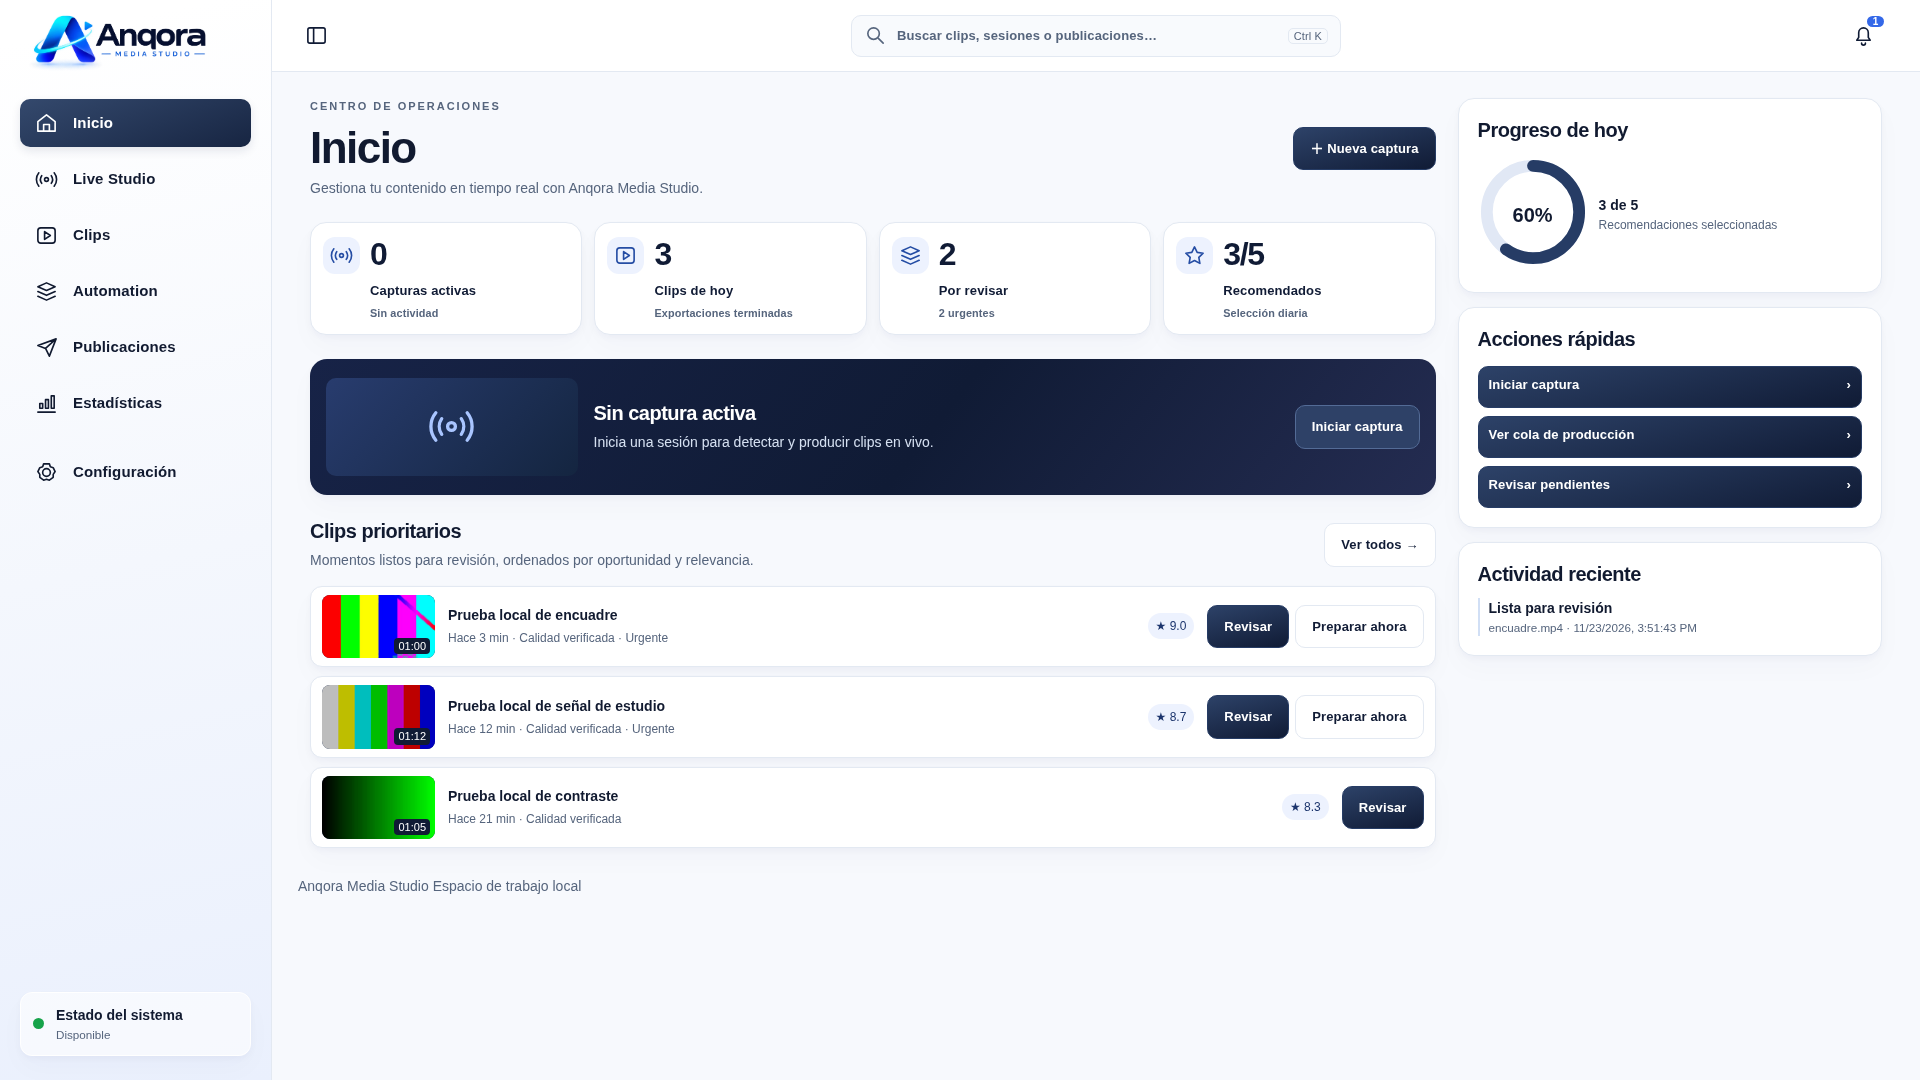 Anqora
MEDIA STUDIO
Inicio
Live Studio
Clips
Automation
Publicaciones
Estadísticas
Configuración
Estado del sistema
Disponible
Buscar clips, sesiones o publicaciones…
Ctrl K
1
CENTRO DE OPERACIONES
Inicio
Gestiona tu contenido en tiempo real con Anqora Media Studio.
+ Nueva captura
0
Capturas activas
Sin actividad
3
Clips de hoy
Exportaciones terminadas
2
Por revisar
2 urgentes
3/5
Recomendados
Selección diaria
Sin captura activa
Inicia una sesión para detectar y producir clips en vivo.
Iniciar captura
Clips prioritarios
Momentos listos para revisión, ordenados por oportunidad y relevancia.
Ver todos →
01:00
Prueba local de encuadre
Hace 3 min · Calidad verificada · Urgente
★ 9.0
Revisar
Preparar ahora
01:12
Prueba local de señal de estudio
Hace 12 min · Calidad verificada · Urgente
★ 8.7
Revisar
Preparar ahora
01:05
Prueba local de contraste
Hace 21 min · Calidad verificada
★ 8.3
Revisar
Anqora Media Studio Espacio de trabajo local
Progreso de hoy
60%
3 de 5
Recomendaciones seleccionadas
Acciones rápidas
Iniciar captura ›
Ver cola de producción ›
Revisar pendientes ›
Actividad reciente
Lista para revisión
encuadre.mp4 · 11/23/2026, 3:51:43 PM